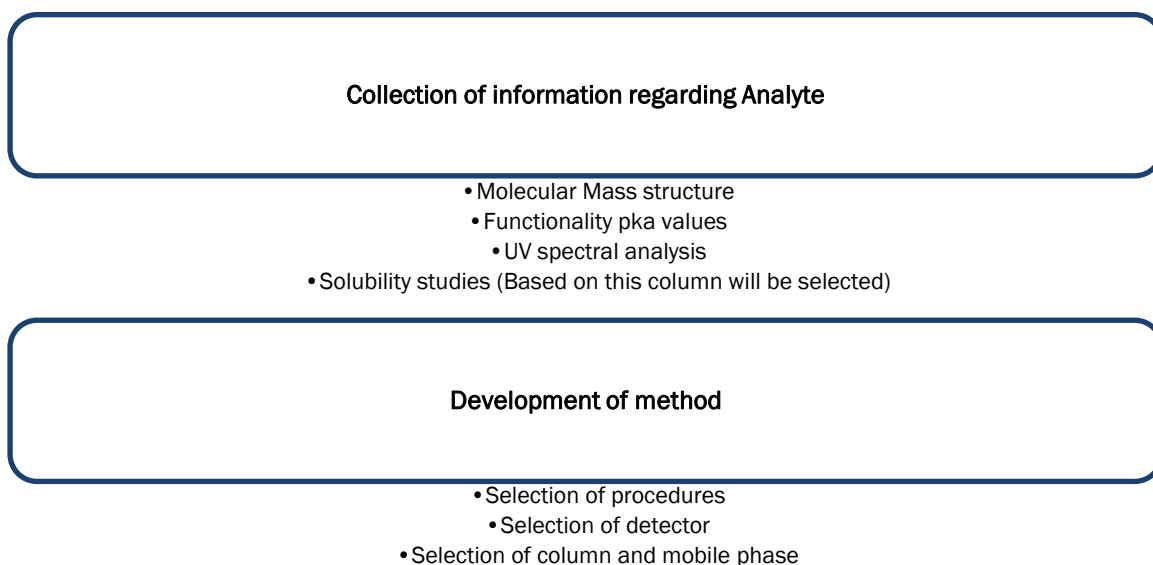 Collection of information regarding Analyte
•Molecular Mass structure
•Functionality pka values
•UV spectral analysis
•Solubility studies (Based on this column will be selected)
Development of method
•Selection of procedures
•Selection of detector
•Selection of column and mobile phase